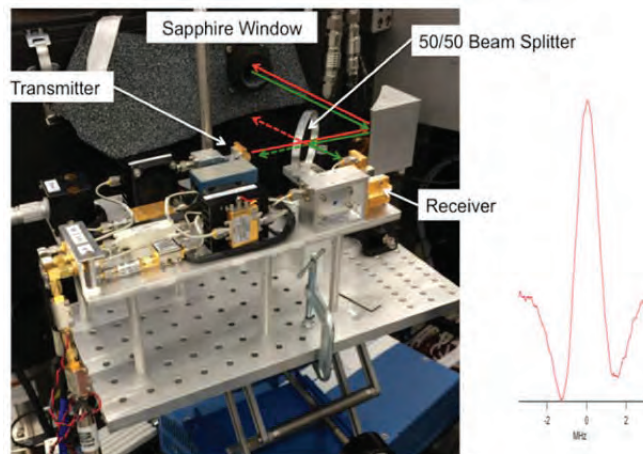 Sapphire Window
50/50 Beam Splitter
Transmitter
Receiver
-2 0 2
MHz